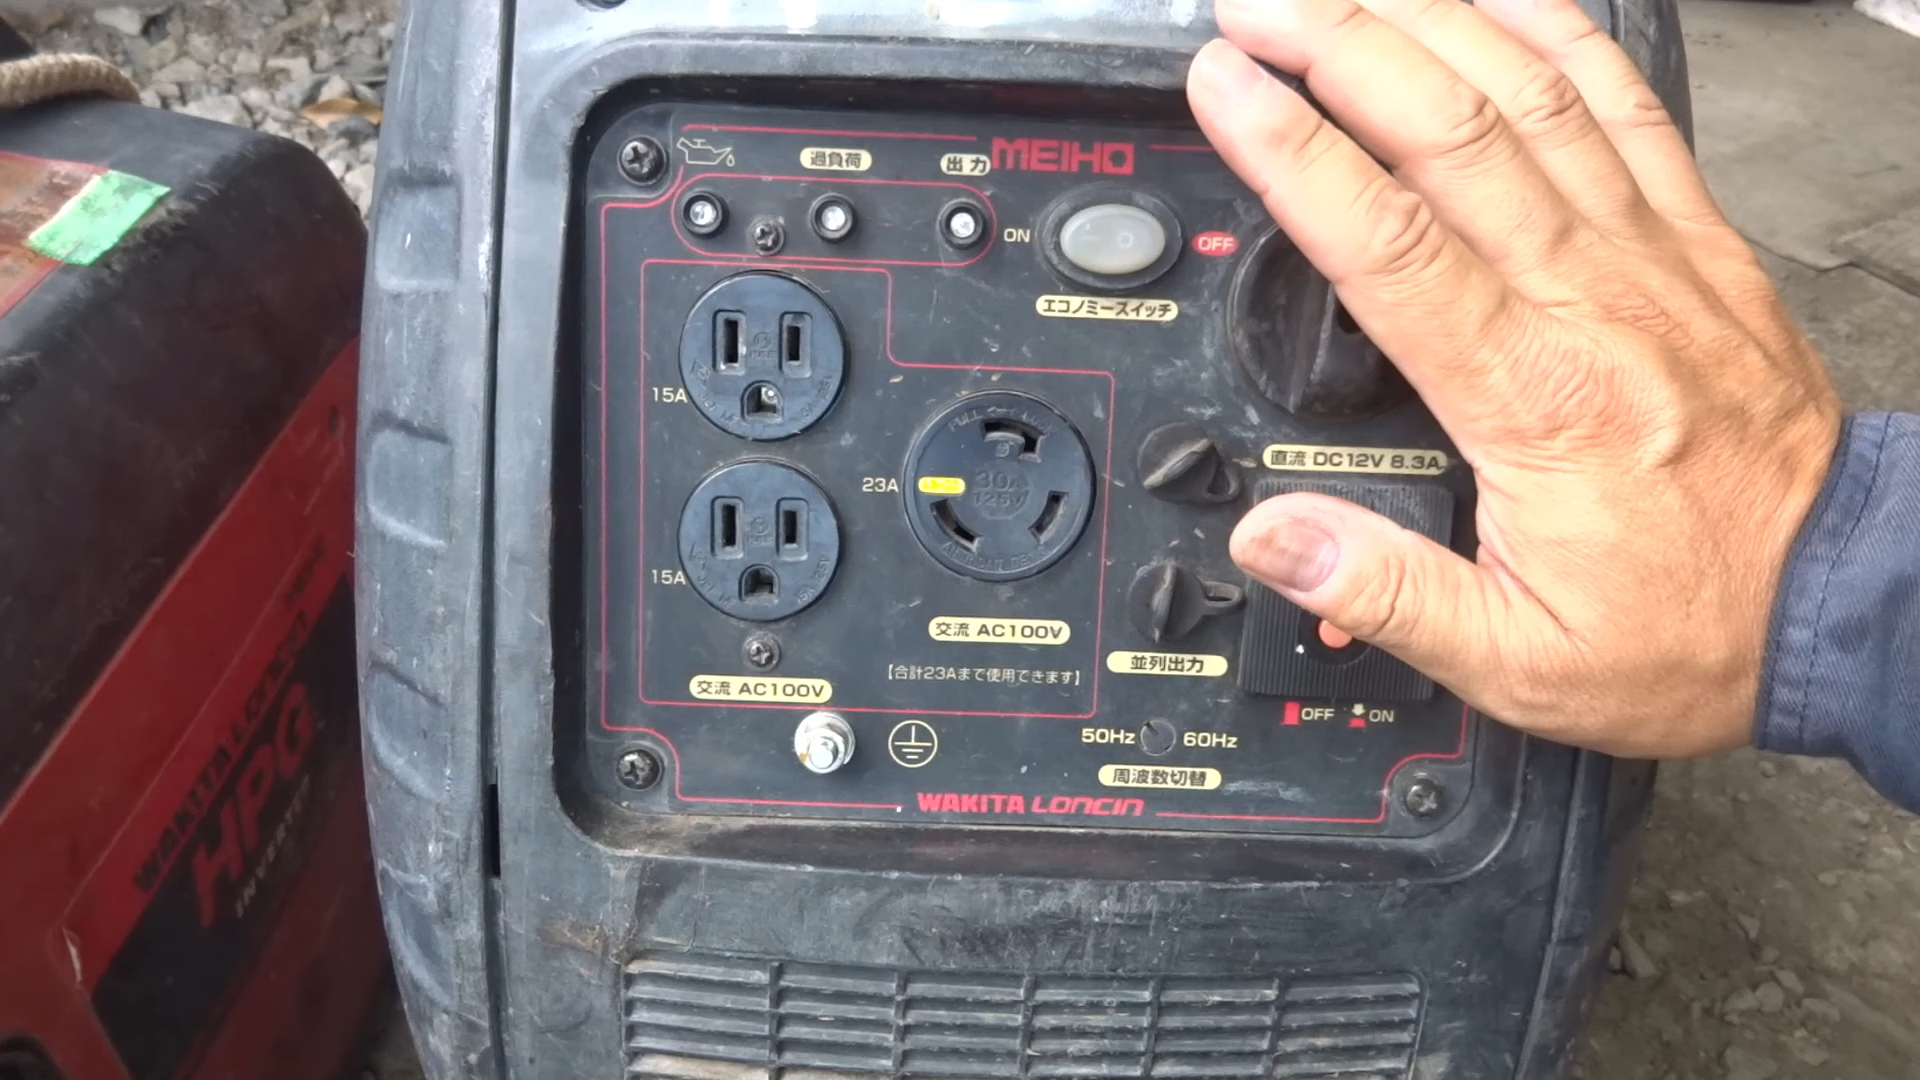 過負荷
出力
MEIHO
ON
OFF
エコノミースイッチ
15A
直流 DC12V 8.3A
23A
30A
125V
15A
交流 AC100V
並列出力
【合計23Aまで使用できます】
交流 AC100V
OFF
ON
50Hz
60Hz
周波数切替
WAKITA LONCIN
WAKITA LONCIN
HPG
INVERTER